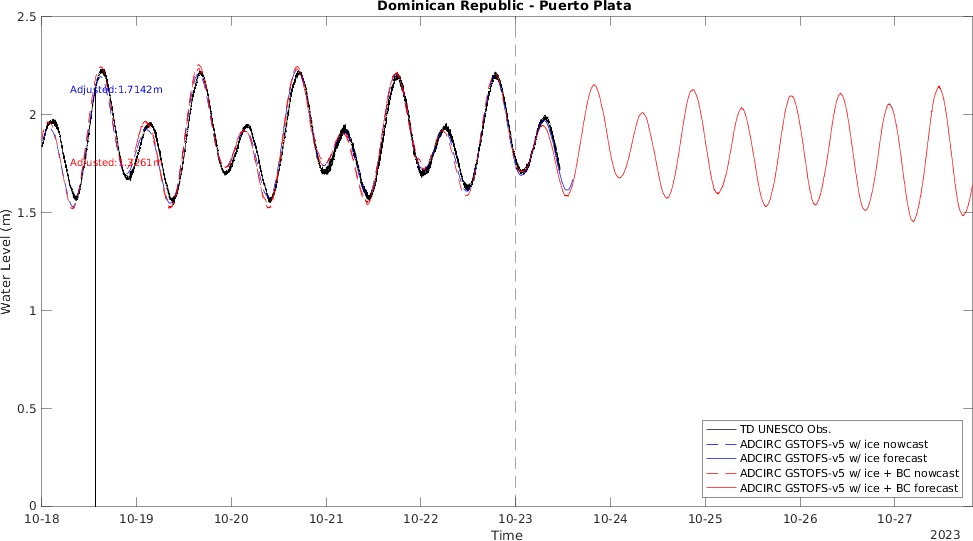 Dominican Republic - Puerto Plata
2.5
2
1.5
1
0.5
0
Water Level (m)
Adjusted:1.7142m
Adjusted:1.3261m
TD UNESCO Obs.
ADCIRC GSTOFS-v5 w/ ice nowcast
ADCIRC GSTOFS-v5 w/ ice forecast
ADCIRC GSTOFS-v5 w/ ice + BC nowcast
ADCIRC GSTOFS-v5 w/ ice + BC forecast
10-18 10-19 10-20 10-21 10-22 10-23 10-24 10-25 10-26 10-27
Time
2023